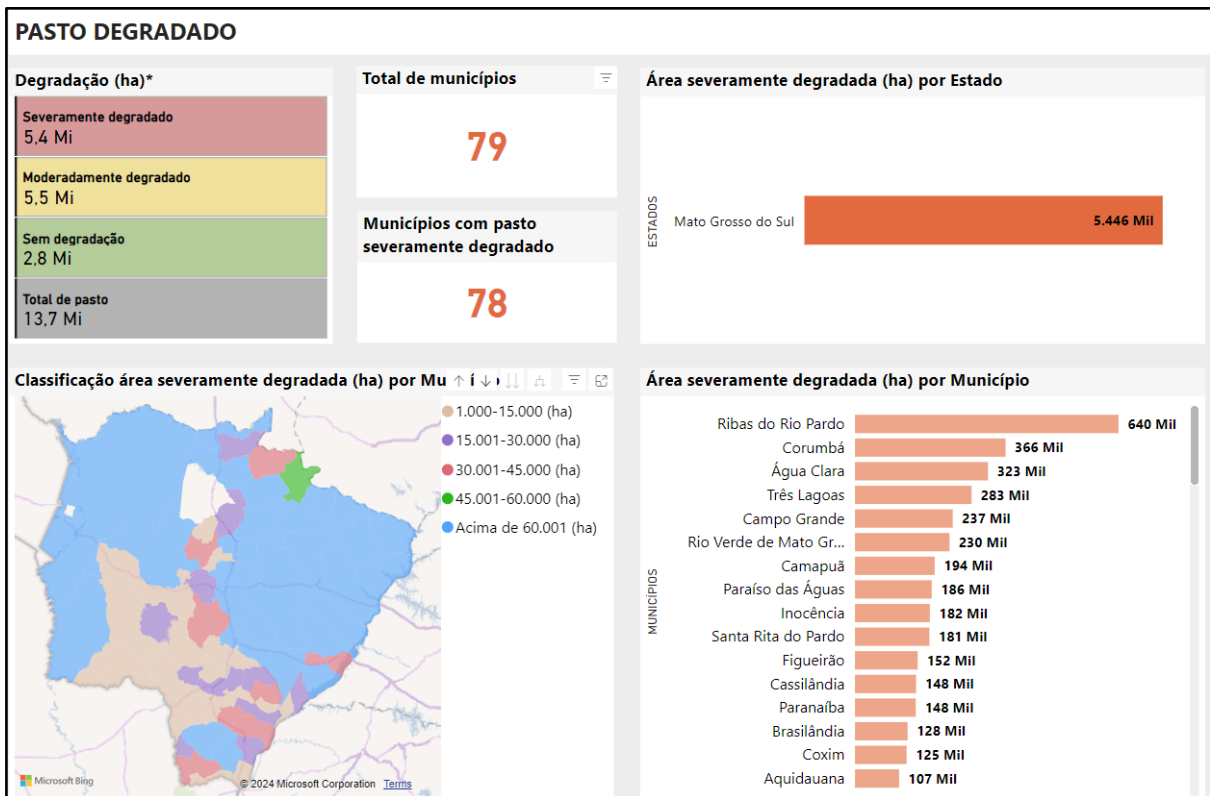 PASTO DEGRADADO
Degradação (ha)*
Severamente degradado
5,4 Mi
Moderadamente degradado
5,5 Mi
Sem degradação
2,8 Mi
Total de pasto
13,7 Mi
Total de municípios
79
Municípios com pasto
severamente degradado
78
Área severamente degradada (ha) por Estado
ESTADOS
Mato Grosso do Sul
5.446 Mil
Classificação área severamente degradada (ha) por Mu
1.000-15.000 (ha)
15.001-30.000 (ha)
30.001-45.000 (ha)
45.001-60.000 (ha)
Acima de 60.001 (ha)
Microsoft Bing
© 2024 Microsoft Corporation Terms
Área severamente degradada (ha) por Município
MUNICÍPIOS
Ribas do Rio Pardo 640 Mil
Corumbá 366 Mil
Água Clara 323 Mil
Três Lagoas 283 Mil
Campo Grande 237 Mil
Rio Verde de Mato Gr... 230 Mil
Camapuã 194 Mil
Paraíso das Águas 186 Mil
Inocência 182 Mil
Santa Rita do Pardo 181 Mil
Figueirão 152 Mil
Cassilândia 148 Mil
Paranaíba 148 Mil
Brasilândia 128 Mil
Coxim 125 Mil
Aquidauana 107 Mil